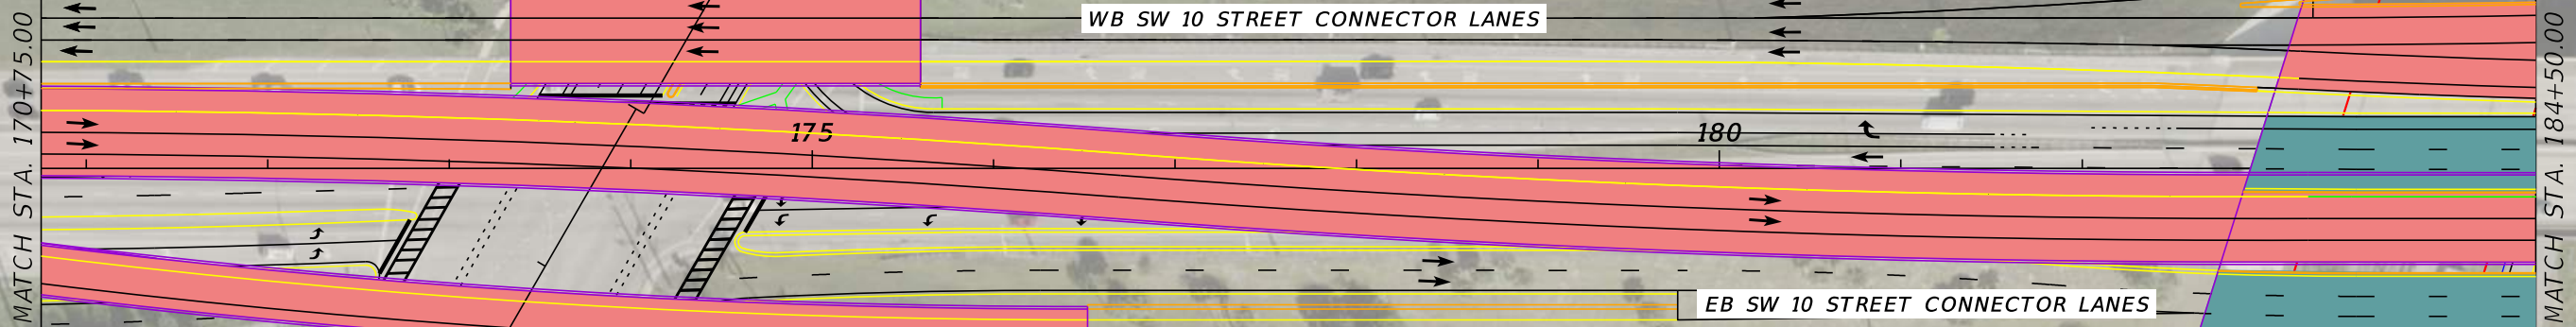 MATCH STA. 170+75.00
WB SW 10 STREET CONNECTOR LANES
175
180
EB SW 10 STREET CONNECTOR LANES
MATCH STA. 184+50.00